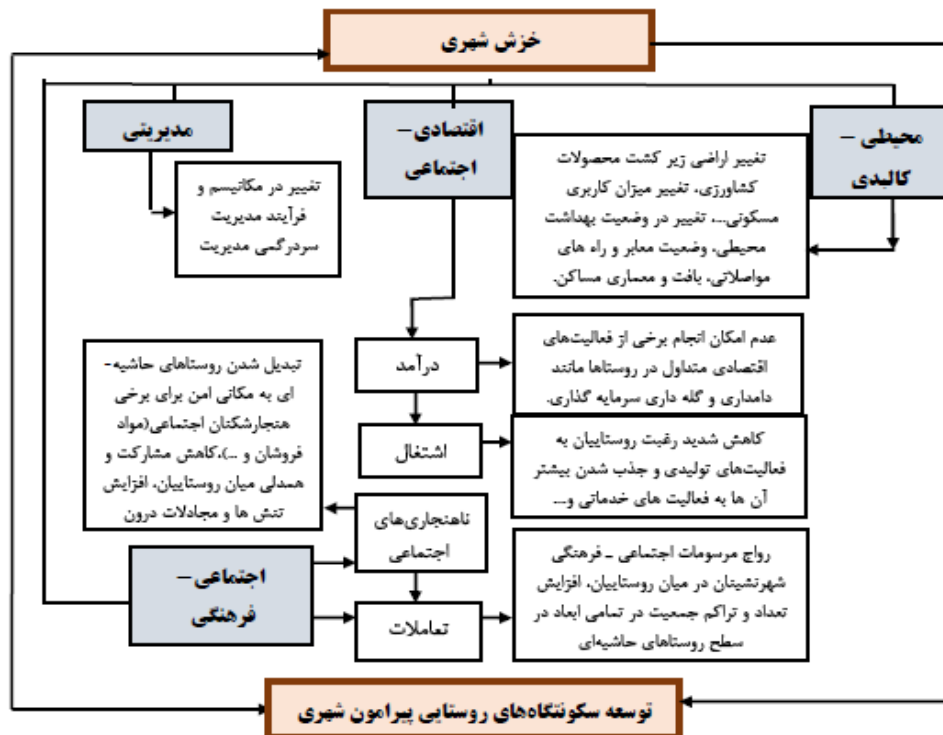 خزش شهری
محیطی –
کالبدی
اقتصادی –
اجتماعی
مدیریتی
تغییر اراضی زیر کشت محصولات
کشاورزی، تغییر میزان کاربری
مسکونی...، تغییر در وضعیت بهداشت
محیطی، وضعیت معابر و راه های
مواصلاتی، بافت و معماری مساکن.
تغییر در مکانیسم و
فرآیند مدیریت
سردرگمی مدیریت
درآمد
عدم امکان انجام برخی از فعالیت‌های
اقتصادی متداول در روستاها مانند
دامداری و گله داری سرمایه گذاری.
اشتغال
کاهش شدید رغبت روستاییان به
فعالیت‌های تولیدی و جذب شدن بیشتر
آن ها به فعالیت های خدماتی و...
تبدیل شدن روستاهای حاشیه-
ای به مکانی امن برای برخی
هنجارشکنان اجتماعی(مواد
فروشان و ...)،کاهش مشارکت و
همدلی میان روستاییان، افزایش
تنش ها و مجادلات درون
ناهنجاری‌های
اجتماعی
اجتماعی –
فرهنگی
تعاملات
رواج مرسومات اجتماعی – فرهنگی
شهرنشینان در میان روستاییان، افزایش
تعداد و تراکم جمعیت در تمامی ابعاد در
سطح روستاهای حاشیه‌ای
توسعه سکونتگاه‌های روستایی پیرامون شهری